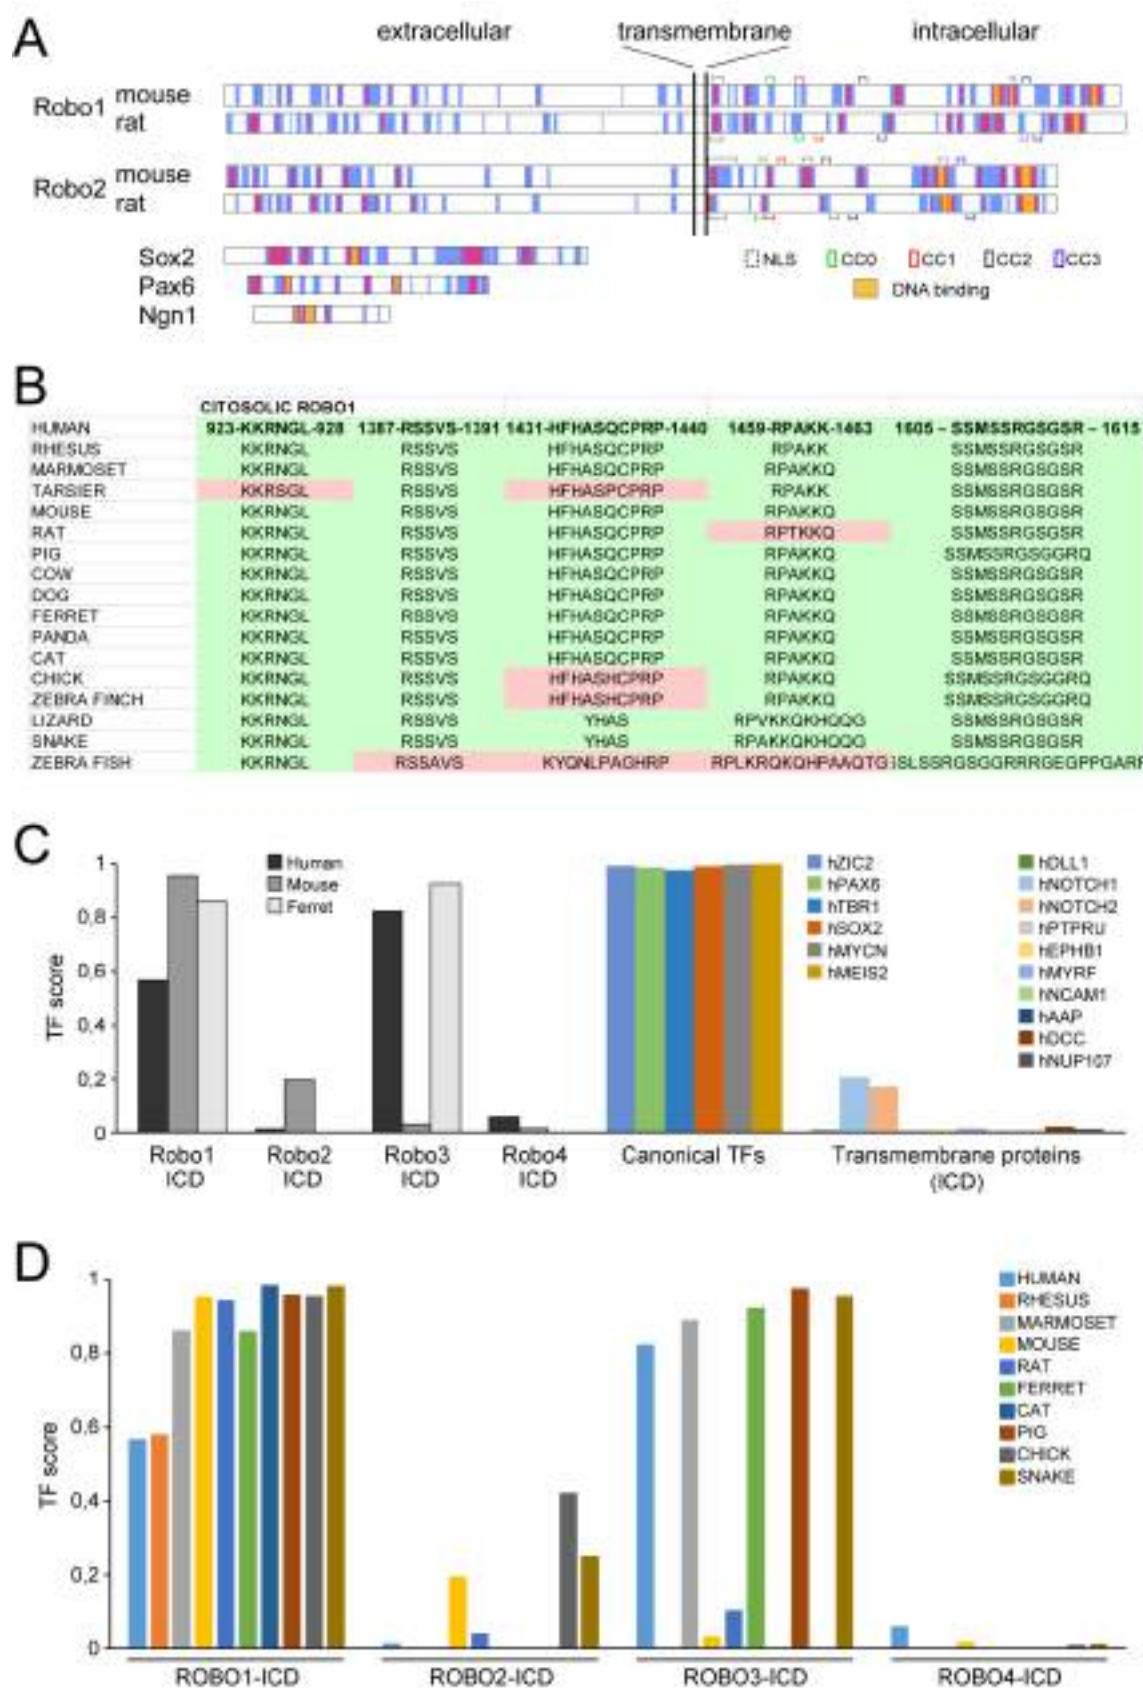 A
extracellular transmembrane intracellular
Robo1 mouse
rat
Robo2 mouse
rat
Sox2
Pax6
Ngn1
NLS CC0 CC1 CC2 CC3
DNA binding
B
CITOSOLIC ROBO1
HUMAN 923-KKRNGL-928 1387-RSSVS-1391 1431-HFHASQCPRP-1440 1459-RPAKK-1463 1605 – SSMSSRGSGSR – 1615
RHESUS KKRNGL RSSVS HFHASQCPRP RPAKK SSMSSRGSGSR
MARMOSET KKRNGL RSSVS HFHASQCPRP RPAKKQ SSMSSRGSGSR
TARSIER KKRSGL RSSVS HFHASPCPRP RPAKK SSMSSRGSGSR
MOUSE KKRNGL RSSVS HFHASQCPRP RPAKKQ SSMSSRGSGSR
RAT KKRNGL RSSVS HFHASQCPRP RPTKKQ SSMSSRGSGSR
PIG KKRNGL RSSVS HFHASQCPRP RPAKKQ SSMSSRGSGGRQ
COW KKRNGL RSSVS HFHASQCPRP RPAKKQ SSMSSRGSGSR
DOG KKRNGL RSSVS HFHASQCPRP RPAKKQ SSMSSRGSGSR
FERRET KKRNGL RSSVS HFHASQCPRP RPAKKQ SSMSSRGSGSR
PANDA KKRNGL RSSVS HFHASQCPRP RPAKKQ SSMSSRGSGSR
CAT KKRNGL RSSVS HFHASQCPRP RPAKKQ SSMSSRGSGSR
CHICK KKRNGL RSSVS HFHASHCPRP RPAKKQ SSMSSRGSGGRQ
ZEBRA FINCH KKRNGL RSSVS HFHASHCPRP RPAKKQ SSMSSRGSGGRQ
LIZARD KKRNGL RSSVS YHAS RPVKKQKHQQG SSMSSRGSGSR
SNAKE KKRNGL RSSVS YHAS RPAKKQKHQQG SSMSSRGSGSR
ZEBRA FISH KKRNGL RSSAVS KYQNLPAGHRP RPLKRQKQHPAAQTG
C
TF score
1
0,8
0,6
0,4
0,2
0
Human
Mouse
Ferret
hZIC2
hPAX6
hTBR1
hSOX2
hMYCN
hMEIS2
hDLL1
hNOTCH1
hNOTCH2
hPTPRU
hEPHB1
hMYRF
hNCAM1
hAAP
hDCC
hNUP107
Robo1 Robo2 Robo3 Robo4 Canonical TFs Transmembrane proteins
ICD ICD ICD ICD (ICD)
D
TF score
1
0,8
0,6
0,4
0,2
0
HUMAN
RHESUS
MARMOSET
MOUSE
RAT
FERRET
CAT
PIG
CHICK
SNAKE
ROBO1-ICD ROBO2-ICD ROBO3-ICD ROBO4-ICD